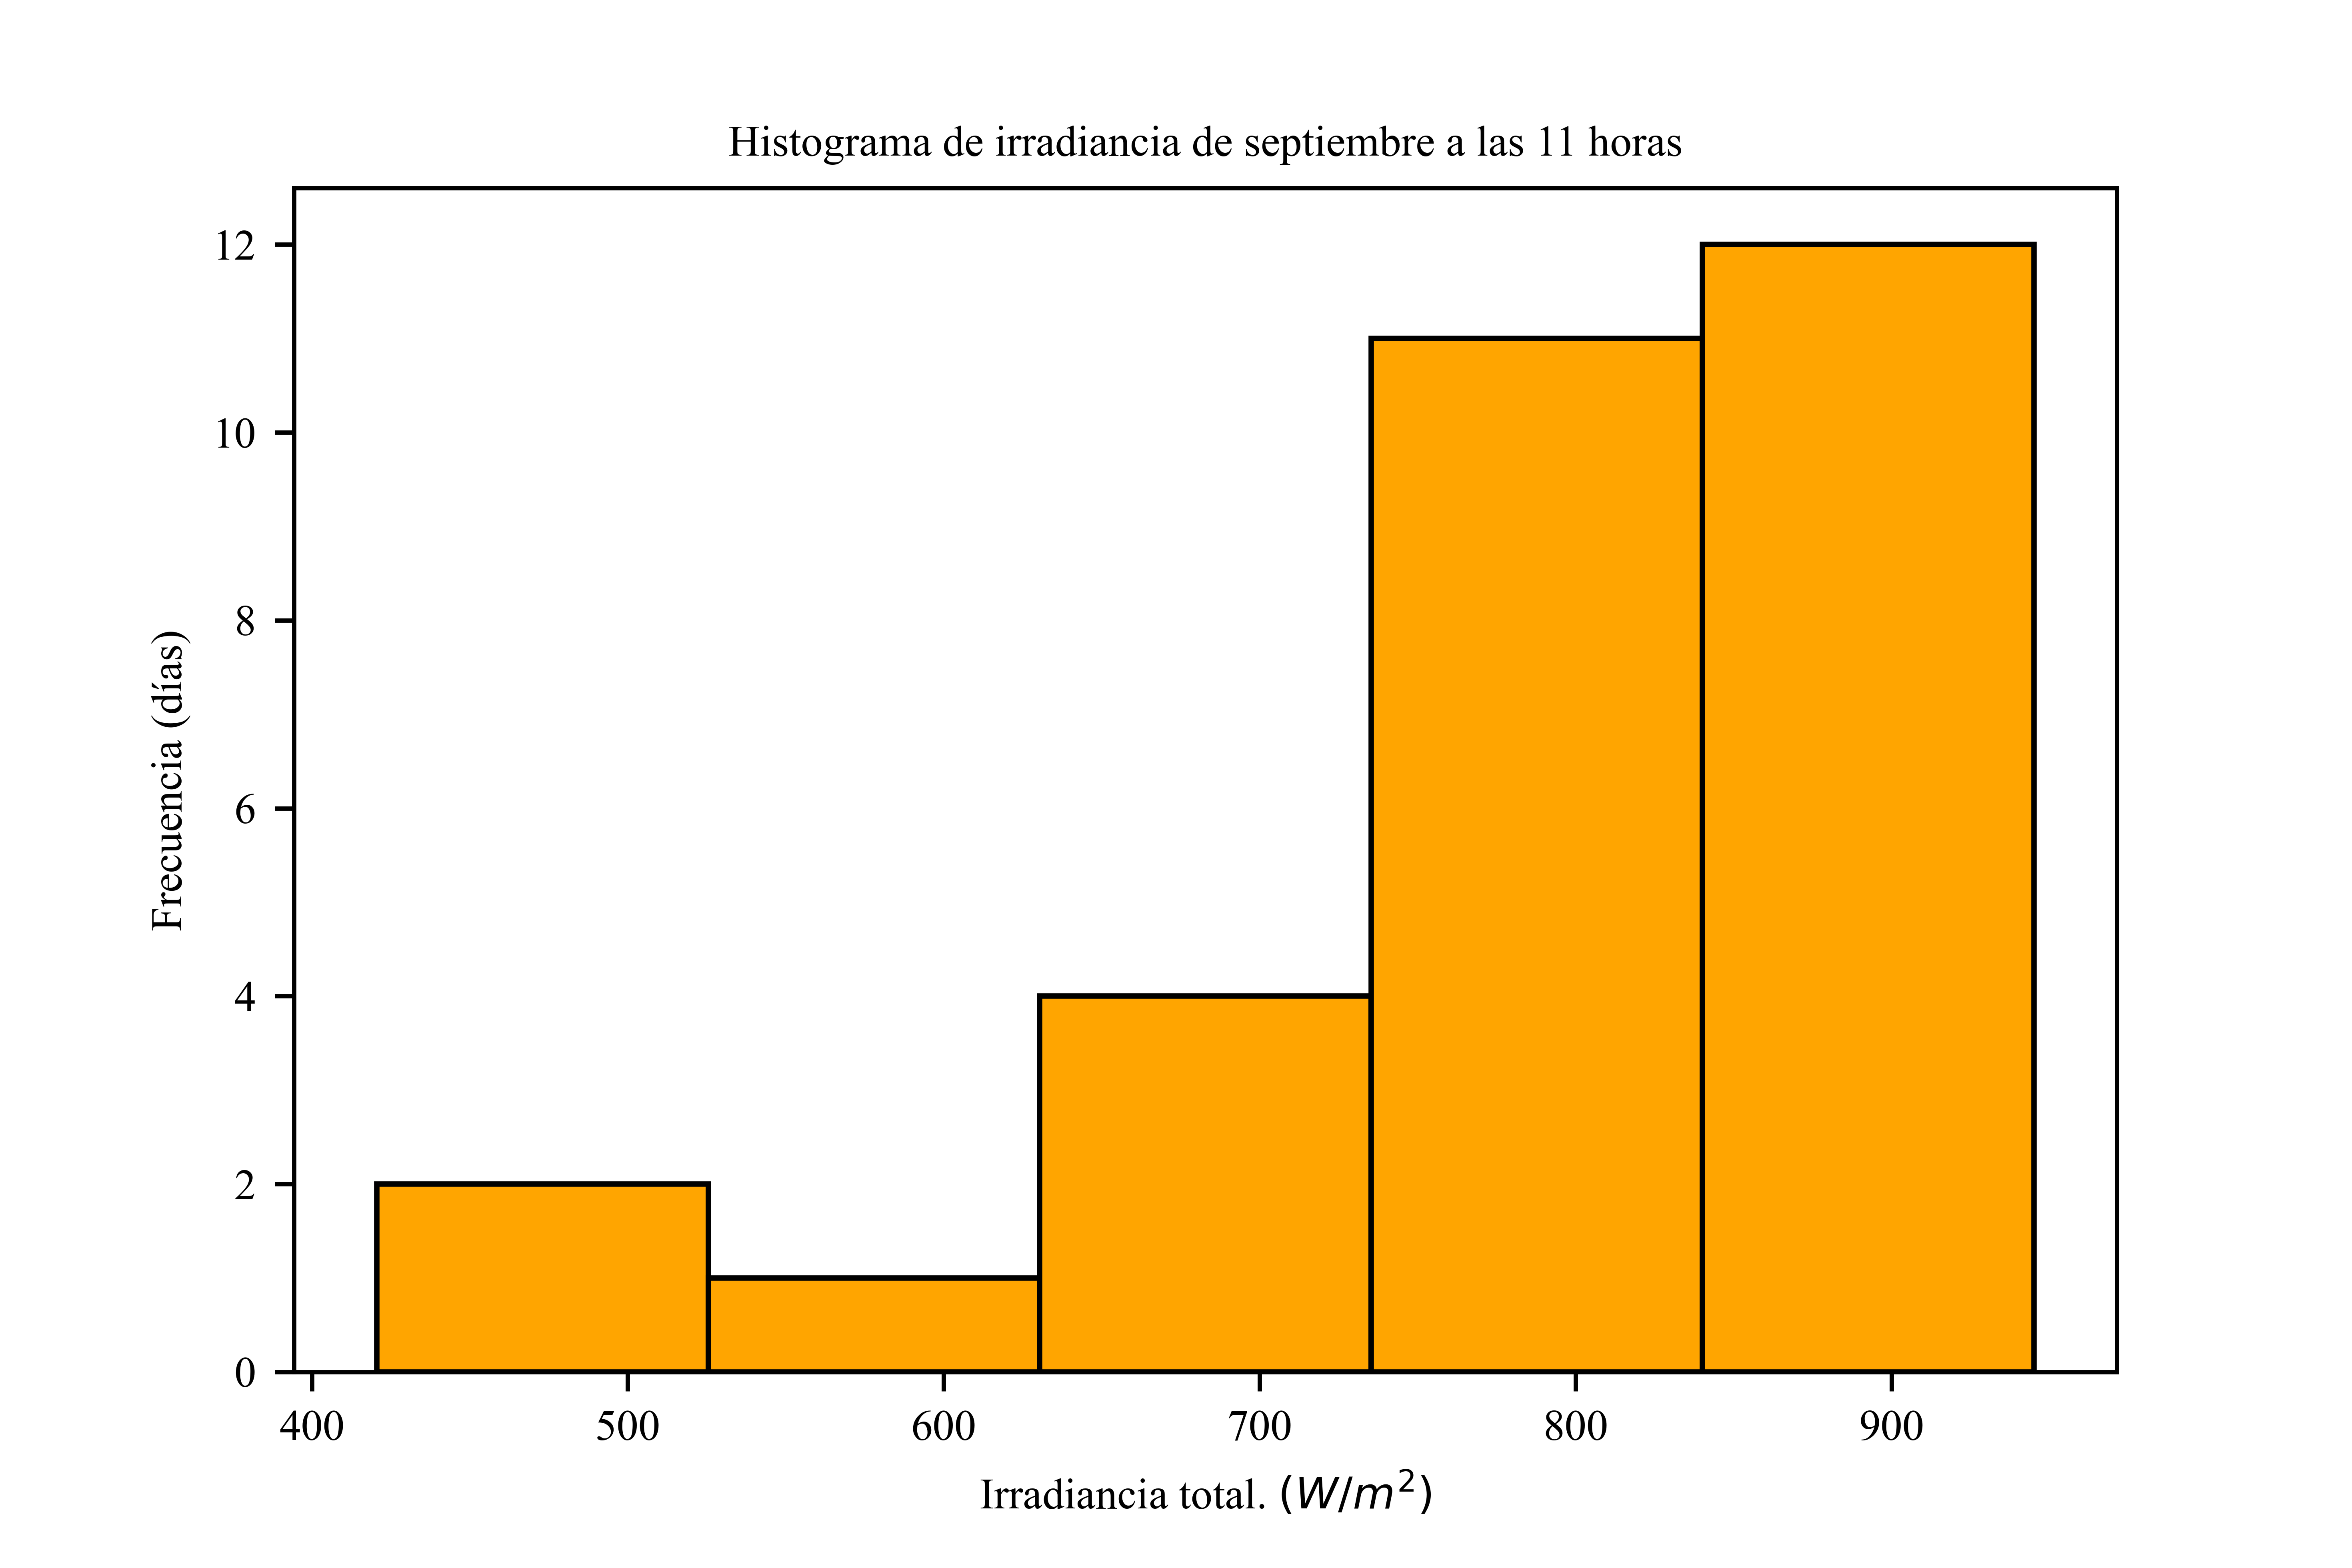 Histograma de irradiancia de septiembre a las 11 horas
Frecuencia (días)
12
10
8
6
4
2
0
400 500 600 700 800 900
Irradiancia total. (W/m²)